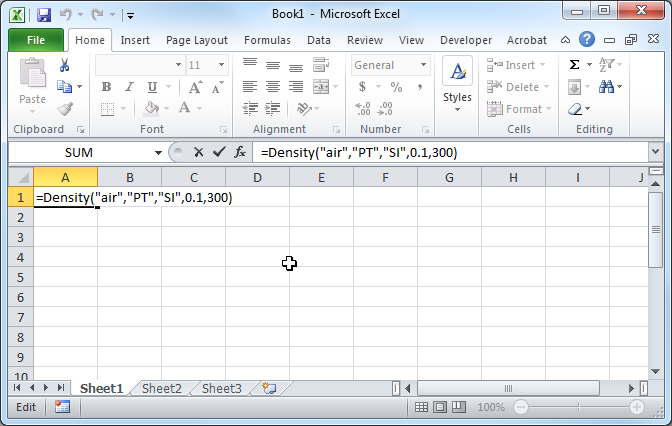 Book1 - Microsoft Excel
File Home Insert Page Layout Formulas Data View Developer Acrobat
11 General Insert
Paste B I U A A $ % , Styles Delete
Format
Clipboard Font Alignment Number Cells Editing
SUM fx =Density("air","PT","SI",0.1,300)
A B C D E F G H I J
1 =Density("air","PT","SI",0.1,300)
2
3
4
5
6
7
8
9
10
Sheet1 Sheet2 Sheet3
Edit 100%